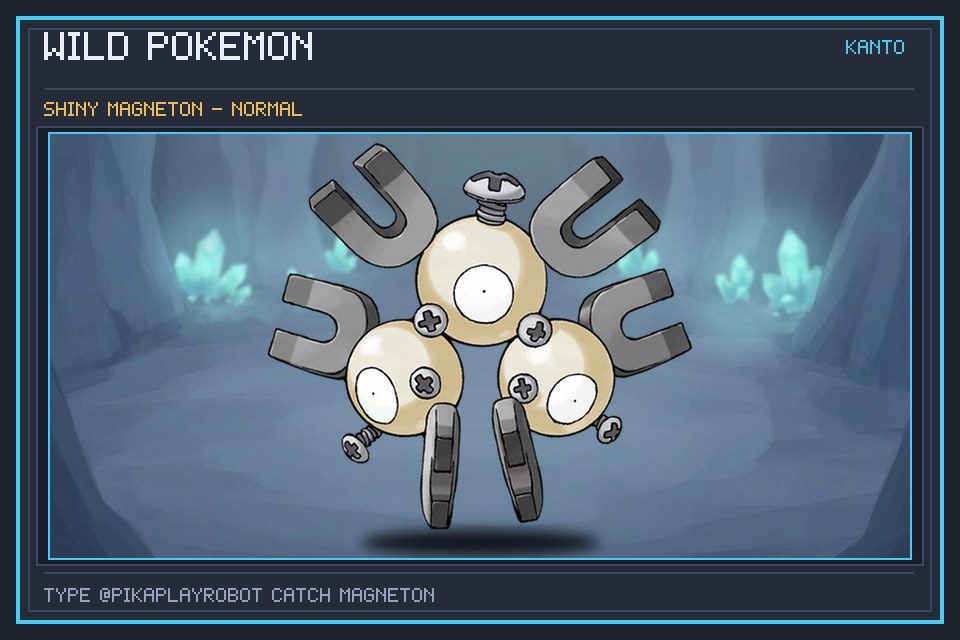 WILD POKEMON
KANTO
SHINY MAGNETON - NORMAL
TYPE @PIKAPLAYROBOT CATCH MAGNETON